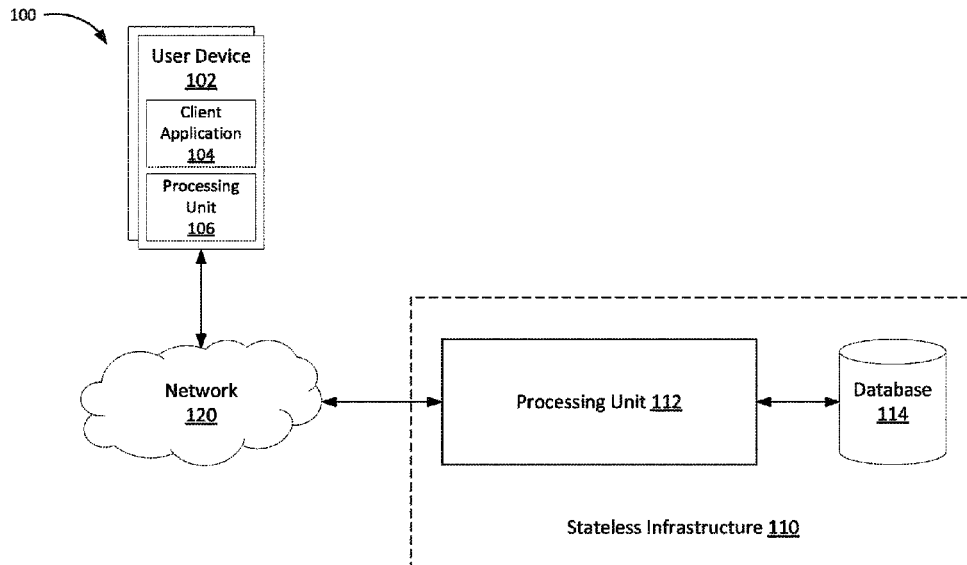 100
User Device
102
Client
Application
104
Processing
Unit
106
Network
120
Processing Unit 112
Database
114
Stateless Infrastructure 110